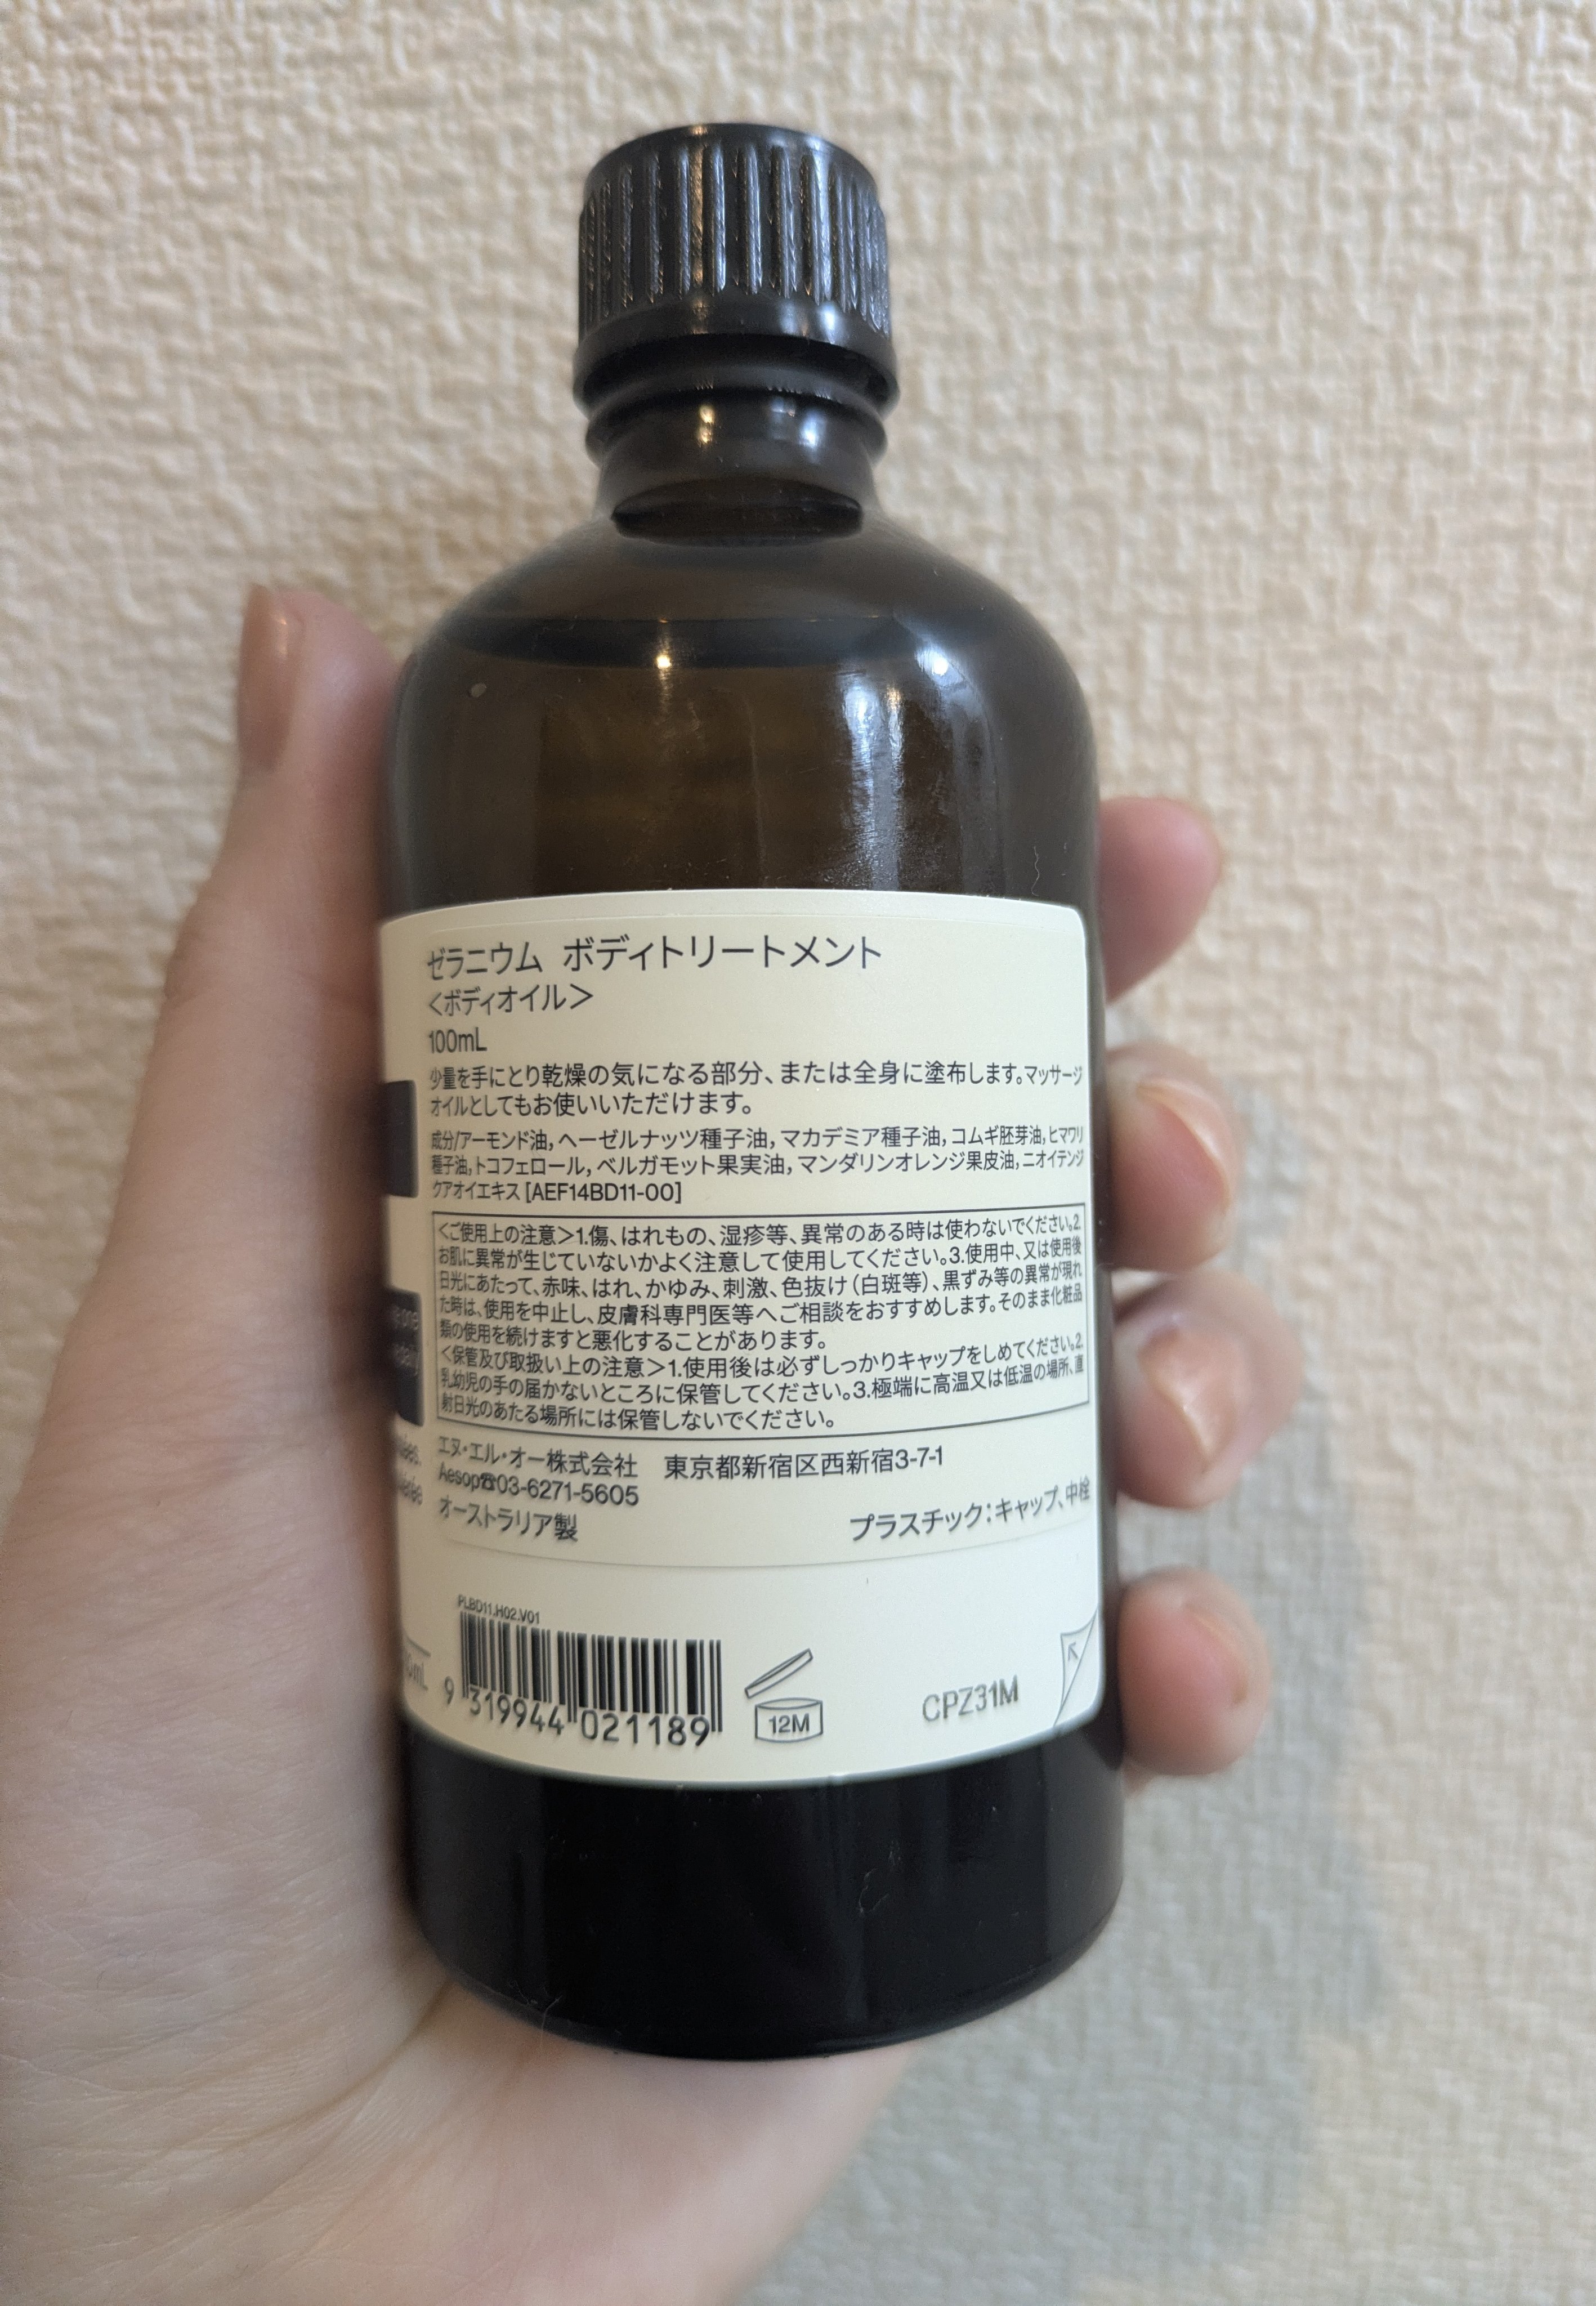 ゼラニウム ボディトリートメント
<ボディオイル>
100mL
少量を手にとり乾燥の気になる部分、または全身に塗布します。マッサージ
オイルとしてもお使いいただけます。
成分/アーモンド油, ヘーゼルナッツ種子油, マカデミア種子油, コムギ胚芽油, ヒマワリ
種子油, トコフェロール, ベルガモット果実油, マンダリンオレンジ果皮油, ニオイテンジ
クアオイエキス [AEF14BD11-00]
<ご使用上の注意>1.傷、はれもの、湿疹等、異常のある時は使わないでください。2.
お肌に異常が生じていないかよく注意して使用してください。3.使用中、又は使用後
日光にあたって、赤味、はれ、かゆみ、刺激、色抜け(白斑等)、黒ずみ等の異常が現れ
た時は、使用を中止し、皮膚科専門医等へご相談をおすすめします。そのまま化粧品
類の使用を続けますと悪化することがあります。
<保管及び取扱い上の注意>1.使用後は必ずしっかりキャップをしめてください。2.
乳幼児の手の届かないところに保管してください。3.極端に高温又は低温の場所、直
射日光のあたる場所には保管しないでください。
エヌ・エル・オー株式会社 東京都新宿区西新宿3-7-1
Aesop☎03-6271-5605
オーストラリア製 プラスチック:キャップ、中栓
PLBD11.H02.V01
9 319944 021189
12M
CPZ31M